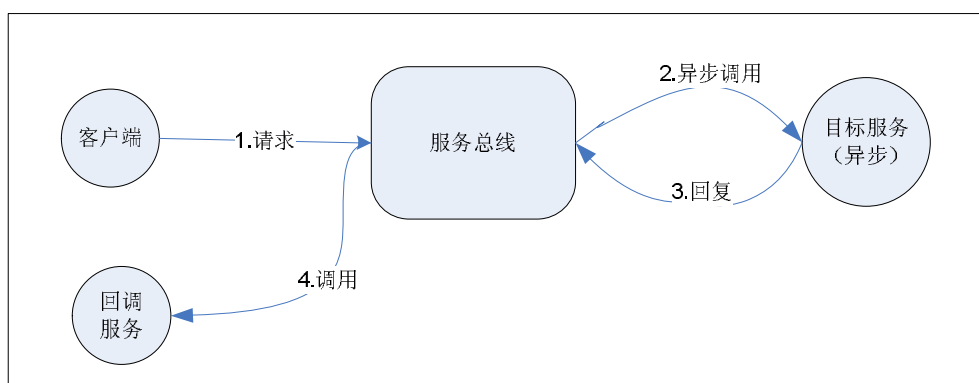 客户端
1.请求
服务总线
2.异步调用
目标服务
（异步）
3.回复
4.调用
回调
服务